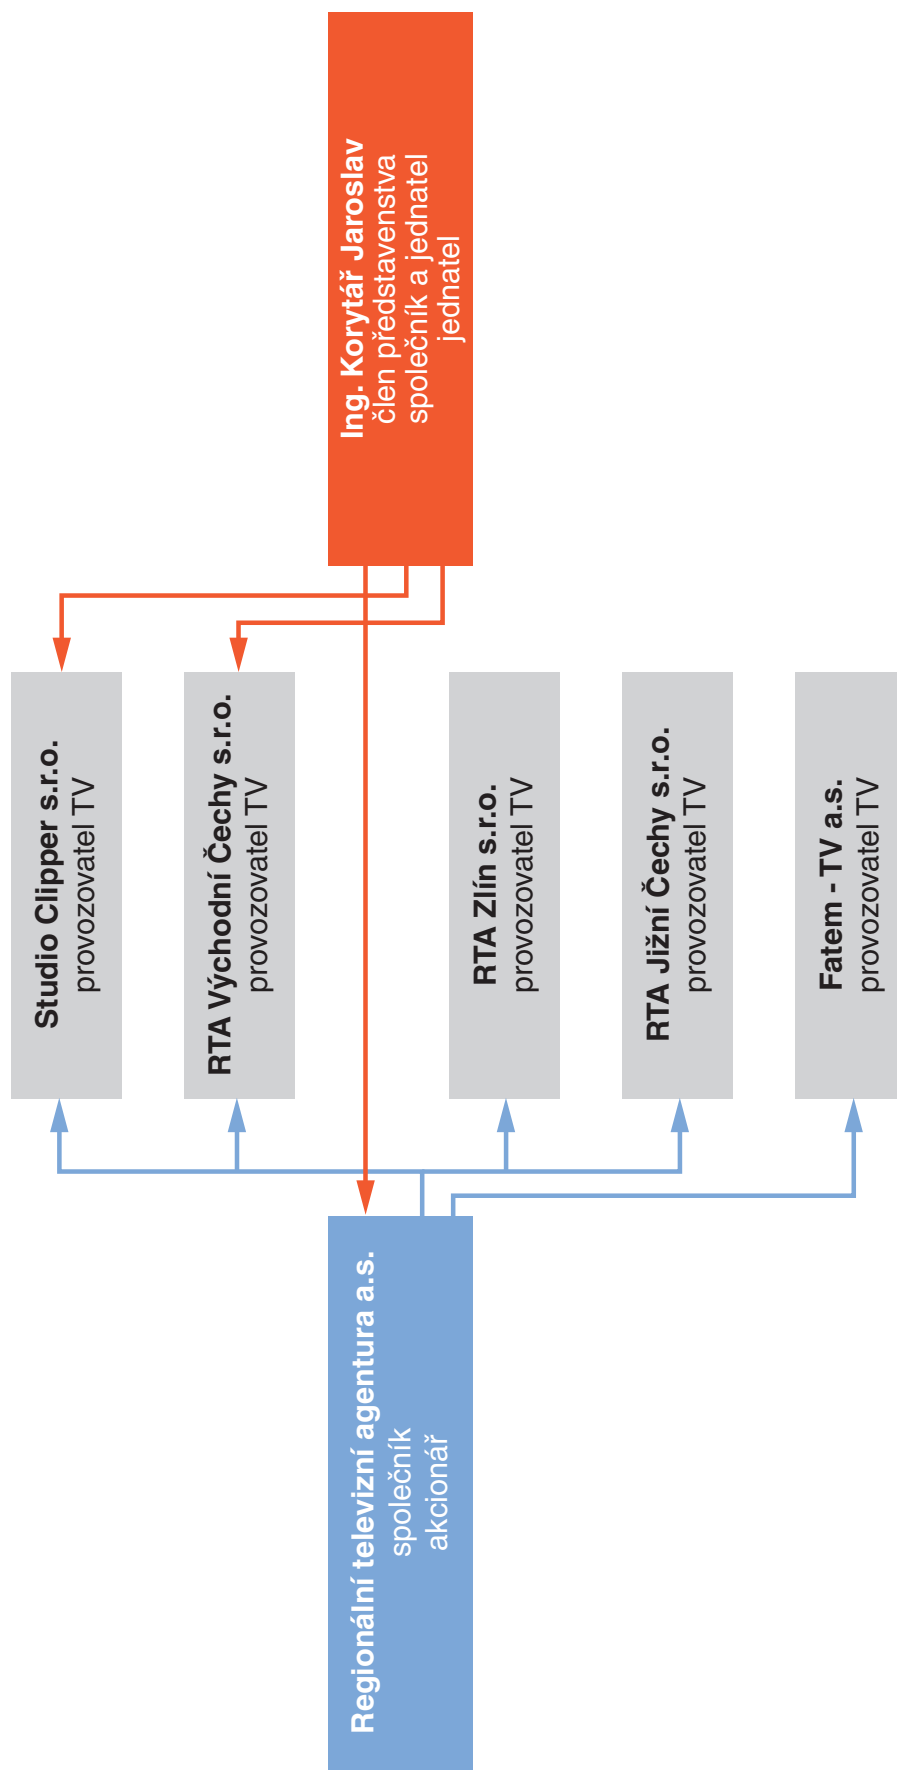 Ing. Korytář Jaroslav
člen představenstva
společník a jednatel
jednatel
Studio Clipper s.r.o.
provozovatel TV
RTA Východní Čechy s.r.o.
provozovatel TV
RTA Zlín s.r.o.
provozovatel TV
RTA Jižní Čechy s.r.o.
provozovatel TV
Fatem - TV a.s.
provozovatel TV
Regionální televizní agentura a.s.
společník
akcionář